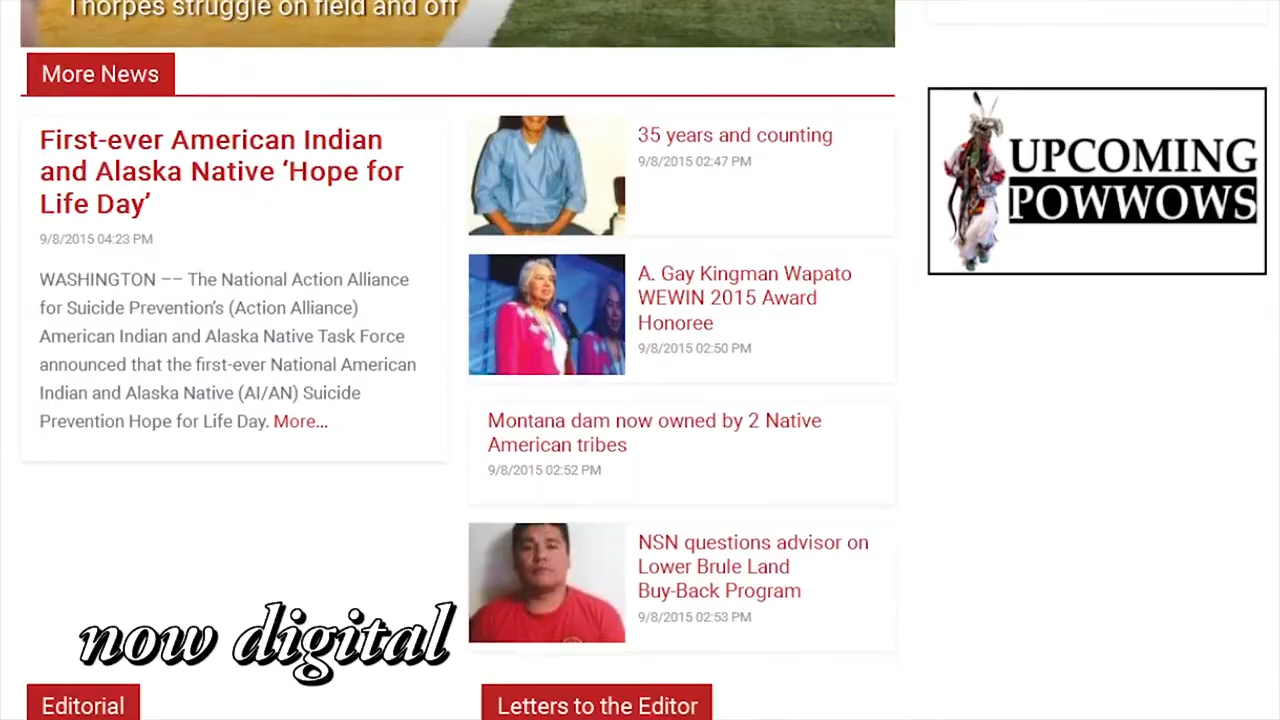 Thorpes struggle on field and off
More News
First-ever American Indian
and Alaska Native ‘Hope for
Life Day’
9/8/2015 04:23 PM
WASHINGTON –– The National Action Alliance
for Suicide Prevention’s (Action Alliance)
American Indian and Alaska Native Task Force
announced that the first-ever National American
Indian and Alaska Native (AI/AN) Suicide
Prevention Hope for Life Day. More...
35 years and counting
9/8/2015 02:47 PM
A. Gay Kingman Wapato
WEWIN 2015 Award
Honoree
9/8/2015 02:50 PM
Montana dam now owned by 2 Native
American tribes
9/8/2015 02:52 PM
NSN questions advisor on
Lower Brule Land
Buy-Back Program
9/8/2015 02:53 PM
UPCOMING
POWWOWS
now digital
Editorial
Letters to the Editor